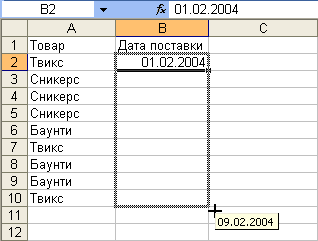 B2 fx 01.02.2004
A B C
1 Товар Дата поставки
2 Твикс 01.02.2004
3 Сникерс
4 Сникерс
5 Сникерс
6 Баунти
7 Твикс
8 Баунти
9 Баунти
10 Твикс
11 09.02.2004
12